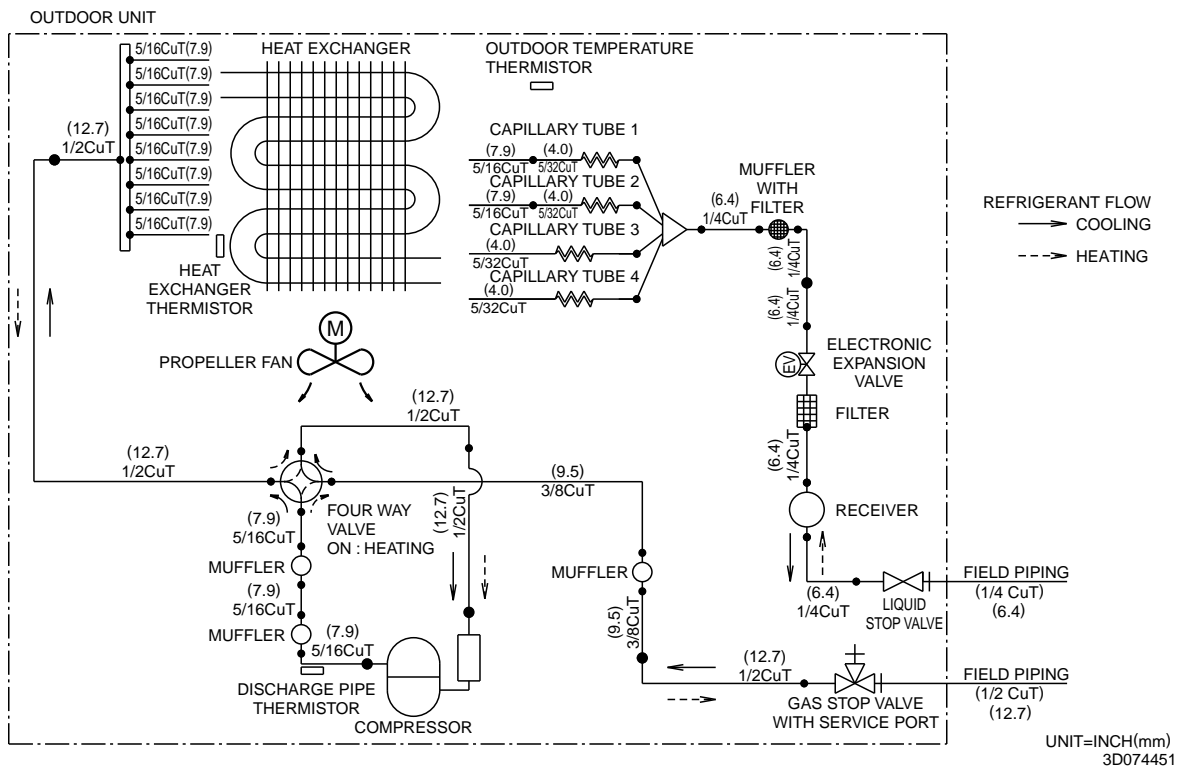 OUTDOOR UNIT
5/16CuT(7.9)
5/16CuT(7.9)
5/16CuT(7.9)
5/16CuT(7.9)
5/16CuT(7.9)
5/16CuT(7.9)
5/16CuT(7.9)
5/16CuT(7.9)
(12.7)
1/2CuT
HEAT EXCHANGER
HEAT
EXCHANGER
THERMISTOR
OUTDOOR TEMPERATURE
THERMISTOR
CAPILLARY TUBE 1
(7.9)
5/16CuT
(4.0)
5/32CuT
CAPILLARY TUBE 2
(7.9)
5/16CuT
(4.0)
5/32CuT
CAPILLARY TUBE 3
(4.0)
5/32CuT
CAPILLARY TUBE 4
(4.0)
5/32CuT
(6.4)
1/4CuT
MUFFLER
WITH
FILTER
(6.4)
1/4CuT
(6.4)
1/4CuT
EV
ELECTRONIC
EXPANSION
VALVE
FILTER
(6.4)
1/4CuT
RECEIVER
(6.4)
1/4CuT
LIQUID
STOP VALVE
FIELD PIPING
(1/4 CuT)
(6.4)
REFRIGERANT FLOW
COOLING
HEATING
M
PROPELLER FAN
(12.7)
1/2CuT
(12.7)
1/2CuT
(12.7)
1/2CuT
FOUR WAY
VALVE
ON : HEATING
(7.9)
5/16CuT
MUFFLER
(7.9)
5/16CuT
MUFFLER
(7.9)
5/16CuT
DISCHARGE PIPE
THERMISTOR
COMPRESSOR
(9.5)
3/8CuT
MUFFLER
(9.5)
3/8CuT
(12.7)
1/2CuT
GAS STOP VALVE
WITH SERVICE PORT
FIELD PIPING
(1/2 CuT)
(12.7)
UNIT=INCH(mm)
3D074451